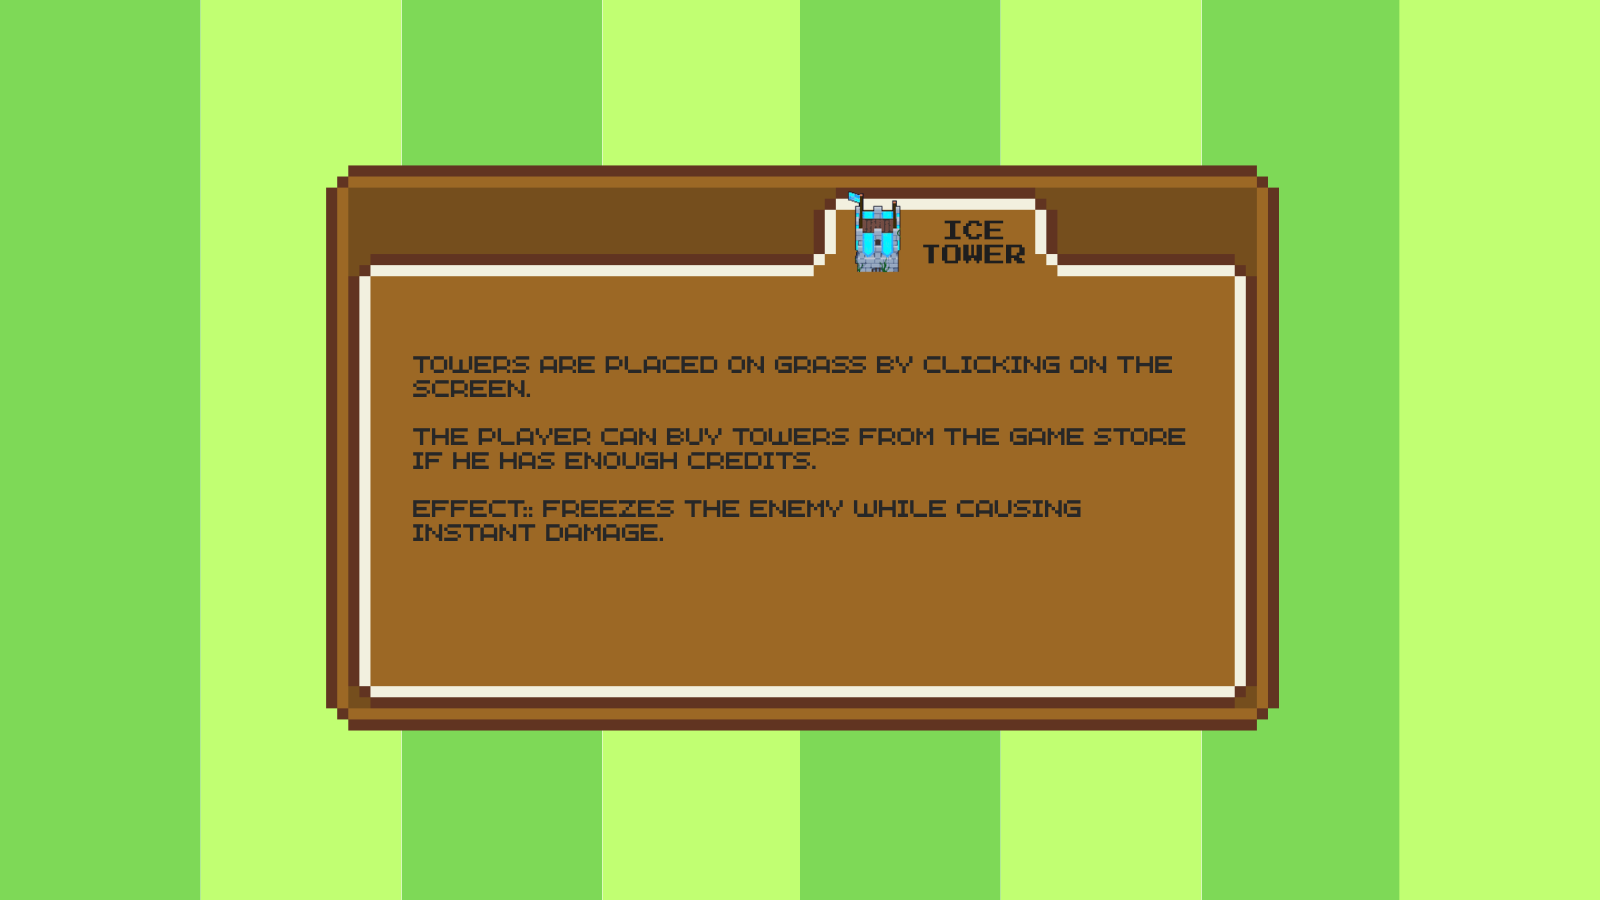 ICE
TOWER
TOWERS ARE PLACED ON GRASS BY CLICKING ON THE
SCREEN.
THE PLAYER CAN BUY TOWERS FROM THE GAME STORE
IF HE HAS ENOUGH CREDITS.
EFFECT:: FREEZES THE ENEMY WHILE CAUSING
INSTANT DAMAGE.